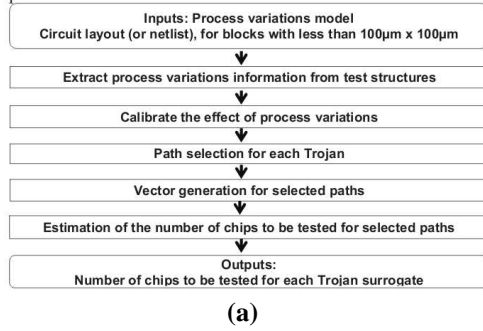 Inputs: Process variations model
Circuit layout (or netlist), for blocks with less than 100µm x 100µm
Extract process variations information from test structures
Calibrate the effect of process variations
Path selection for each Trojan
Vector generation for selected paths
Estimation of the number of chips to be tested for selected paths
Outputs:
Number of chips to be tested for each Trojan surrogate
(a)